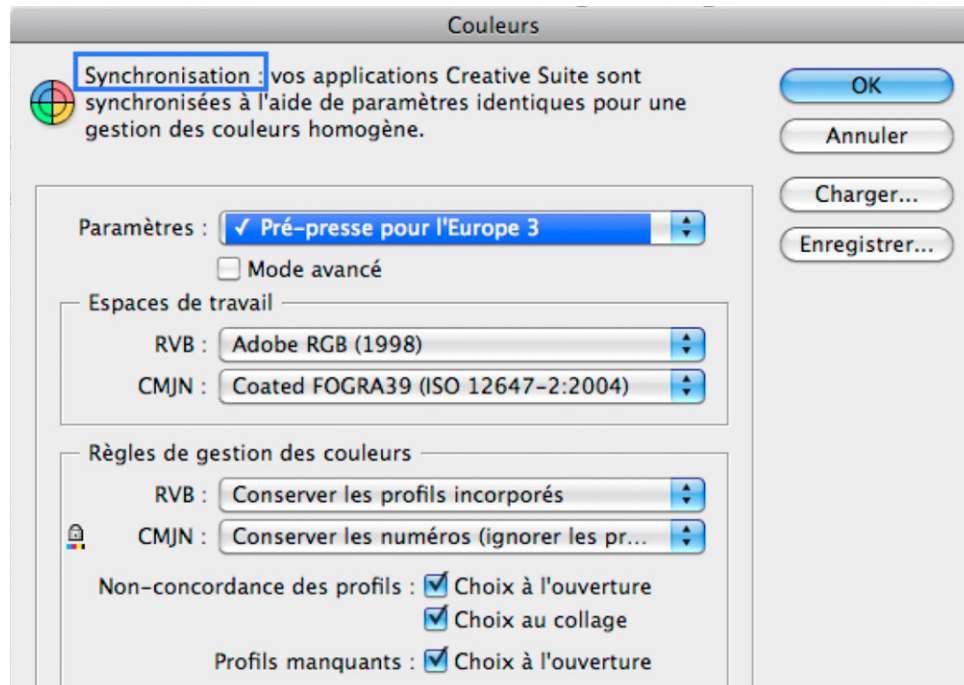 Couleurs
Synchronisation : vos applications Creative Suite sont
synchronisées à l'aide de paramètres identiques pour une
gestion des couleurs homogène.
OK
Annuler
Charger...
Enregistrer...
Paramètres : ✓ Pré-presse pour l'Europe 3
Mode avancé
Espaces de travail
RVB : Adobe RGB (1998)
CMJN : Coated FOGRA39 (ISO 12647-2:2004)
Règles de gestion des couleurs
RVB : Conserver les profils incorporés
CMJN : Conserver les numéros (ignorer les pr...
Non-concordance des profils : Choix à l'ouverture
Choix au collage
Profils manquants : Choix à l'ouverture